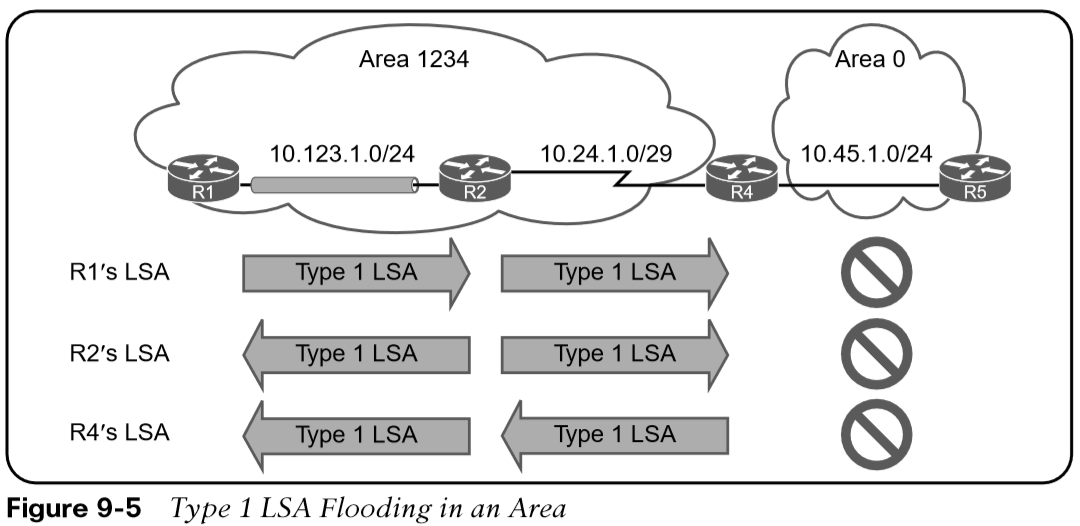 Area 1234
Area 0
10.123.1.0/24
10.24.1.0/29
10.45.1.0/24
R1
R2
R4
R5
R1′s LSA
Type 1 LSA
Type 1 LSA
R2′s LSA
Type 1 LSA
Type 1 LSA
R4′s LSA
Type 1 LSA
Type 1 LSA
Figure 9-5 Type 1 LSA Flooding in an Area